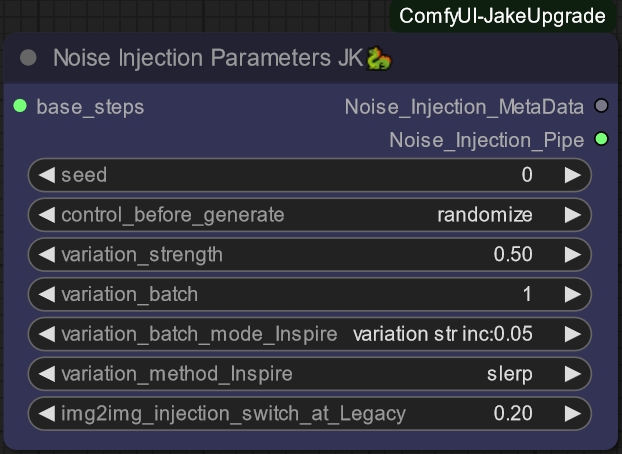 ComfyUI-JakeUpgrade
Noise Injection Parameters JK🐉
base_steps Noise_Injection_MetaData
Noise_Injection_Pipe
seed 0
control_before_generate randomize
variation_strength 0.50
variation_batch 1
variation_batch_mode_Inspire variation str inc:0.05
variation_method_Inspire slerp
img2img_injection_switch_at_Legacy 0.20